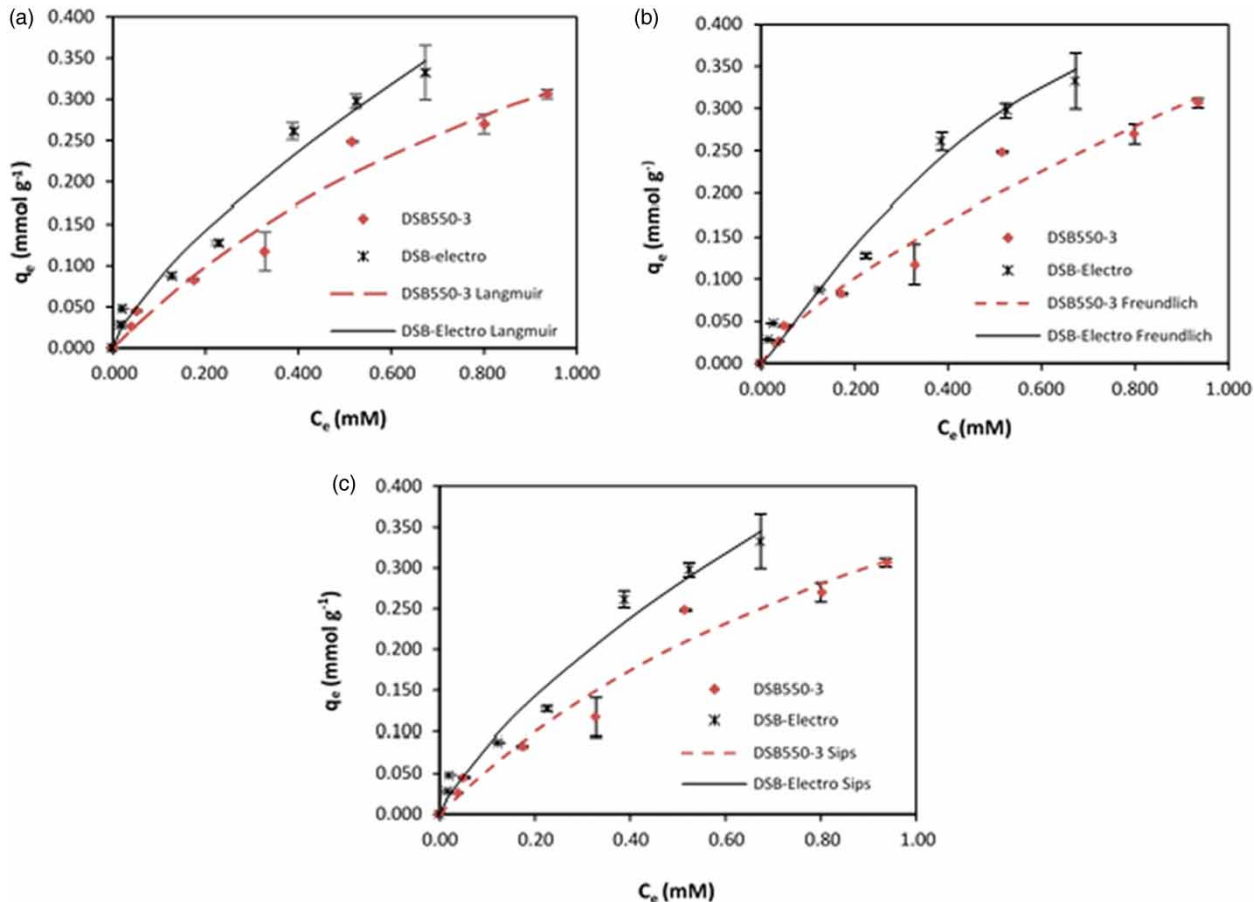 (a)
0.400
0.350
0.300
0.250
0.200
0.150
0.100
0.050
0.000
qe (mmol g-1)
DSB550-3
DSB-electro
DSB550-3 Langmuir
DSB-Electro Langmuir
0.000 0.200 0.400 0.600 0.800 1.000
Ce (mM)
(b)
0.400
0.350
0.300
0.250
0.200
0.150
0.100
0.050
0.000
qe (mmol g-)
DSB550-3
DSB-Electro
DSB550-3 Freundlich
DSB-Electro Freundlich
0.000 0.200 0.400 0.600 0.800 1.000
Ce (mM)
(c)
0.400
0.350
0.300
0.250
0.200
0.150
0.100
0.050
0.000
qe (mmol g-1)
DSB550-3
DSB-Electro
DSB550-3 Sips
DSB-Electro Sips
0.00 0.20 0.40 0.60 0.80 1.00
Ce (mM)